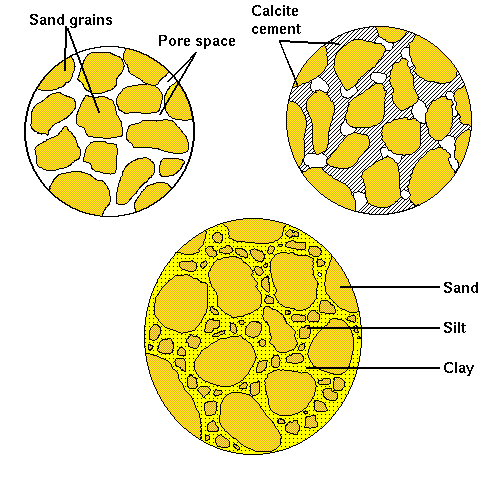 Sand grains
Pore space
Calcite
cement
Sand
Silt
Clay